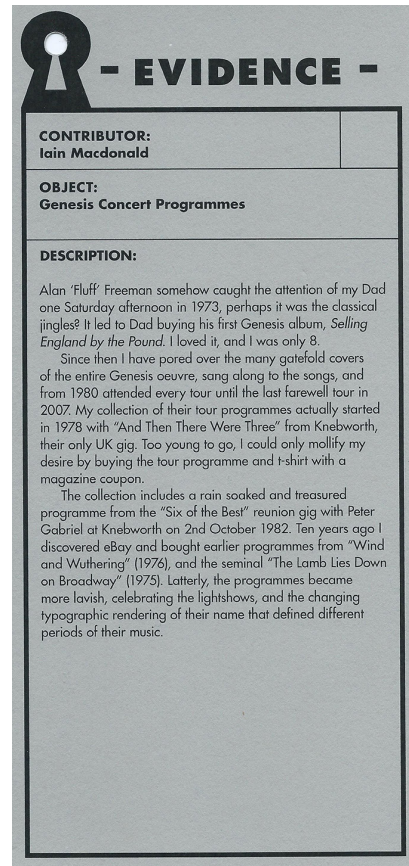 - EVIDENCE -
CONTRIBUTOR:
Iain Macdonald
OBJECT:
Genesis Concert Programmes
DESCRIPTION:
Alan ‘Fluff’ Freeman somehow caught the attention of my Dad
one Saturday afternoon in 1973, perhaps it was the classical
jingles? It led to Dad buying his first Genesis album, Selling
England by the Pound. I loved it, and I was only 8.
Since then I have pored over the many gatefold covers
of the entire Genesis oeuvre, sang along to the songs, and
from 1980 attended every tour until the last farewell tour in
2007. My collection of their tour programmes actually started
in 1978 with “And Then There Were Three” from Knebworth,
their only UK gig. Too young to go, I could only mollify my
desire by buying the tour programme and t-shirt with a
magazine coupon.
The collection includes a rain soaked and treasured
programme from the “Six of the Best” reunion gig with Peter
Gabriel at Knebworth on 2nd October 1982. Ten years ago I
discovered eBay and bought earlier programmes from “Wind
and Wuthering” (1976), and the seminal “The Lamb Lies Down
on Broadway” (1975). Latterly, the programmes became
more lavish, celebrating the lightshows, and the changing
typographic rendering of their name that defined different
periods of their music.